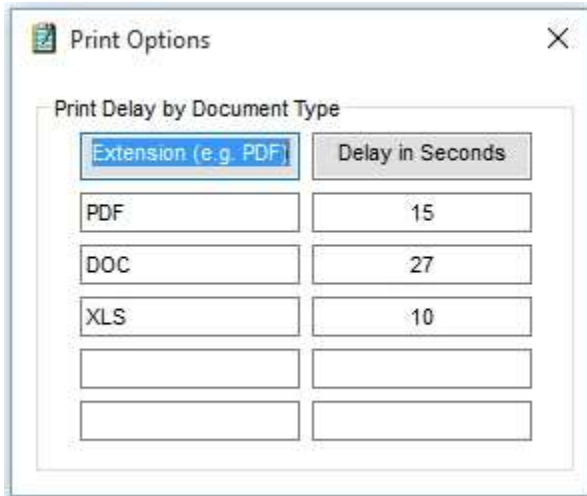 Print Options
Print Delay by Document Type
Extension (e.g. PDF) Delay in Seconds
PDF 15
DOC 27
XLS 10